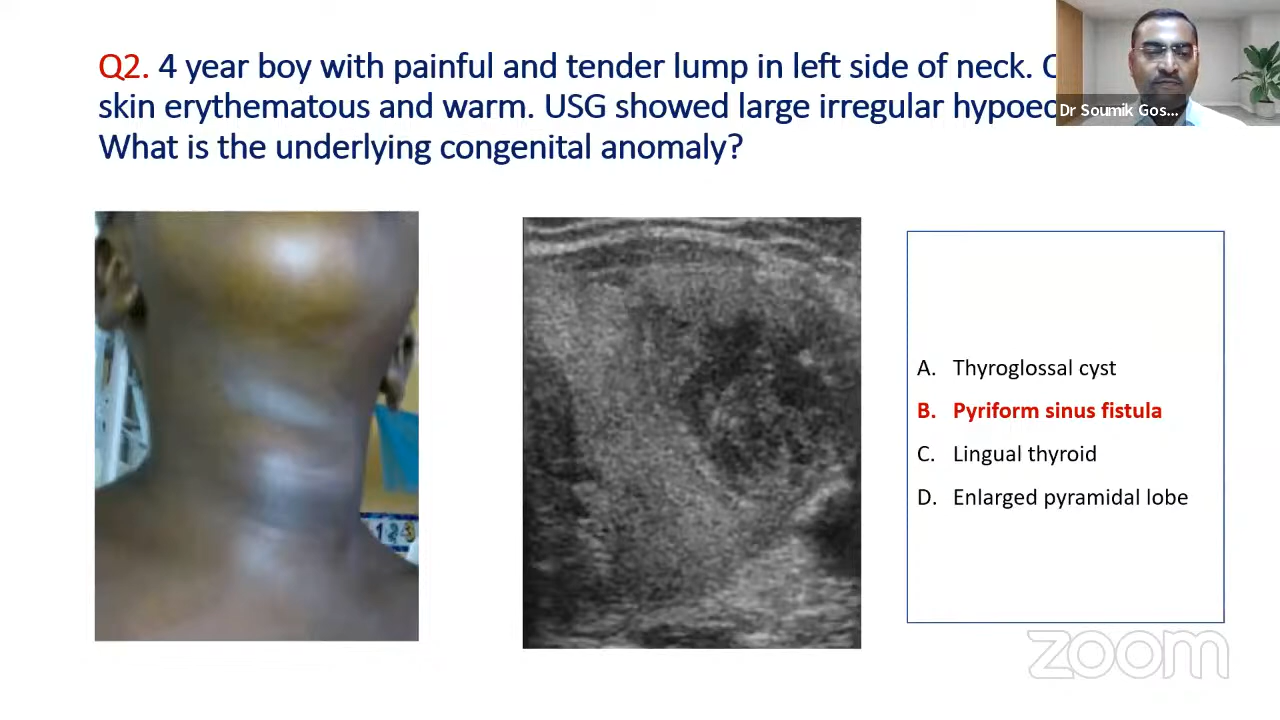 Q2. 4 year boy with painful and tender lump in left side of neck.
skin erythematous and warm. USG showed large irregular
What is the underlying congenital anomaly?
Dr Soumik Gos...
A. Thyroglossal cyst
B. Pyriform sinus fistula
C. Lingual thyroid
D. Enlarged pyramidal lobe
zoom